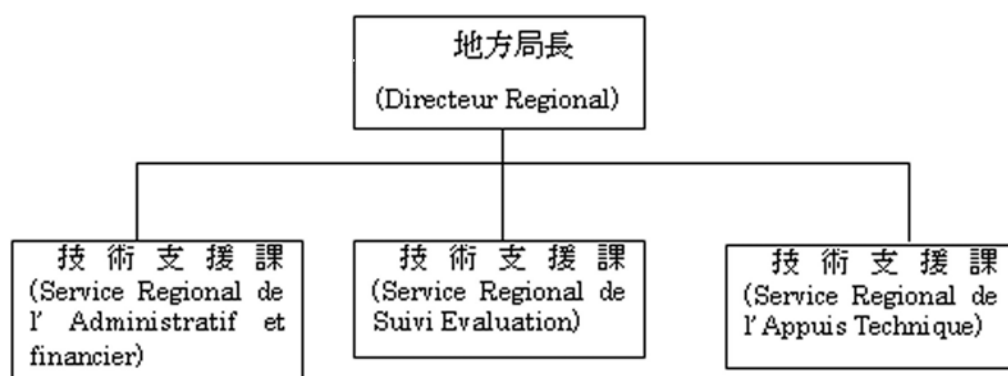 地方局長
(Directeur Regional)
技術支援課
(Service Regional de
l' Administratif et
financier)
技術支援課
(Service Regional de
Suivi Evaluation)
技術支援課
(Service Regional de
l' Appuis Technique)